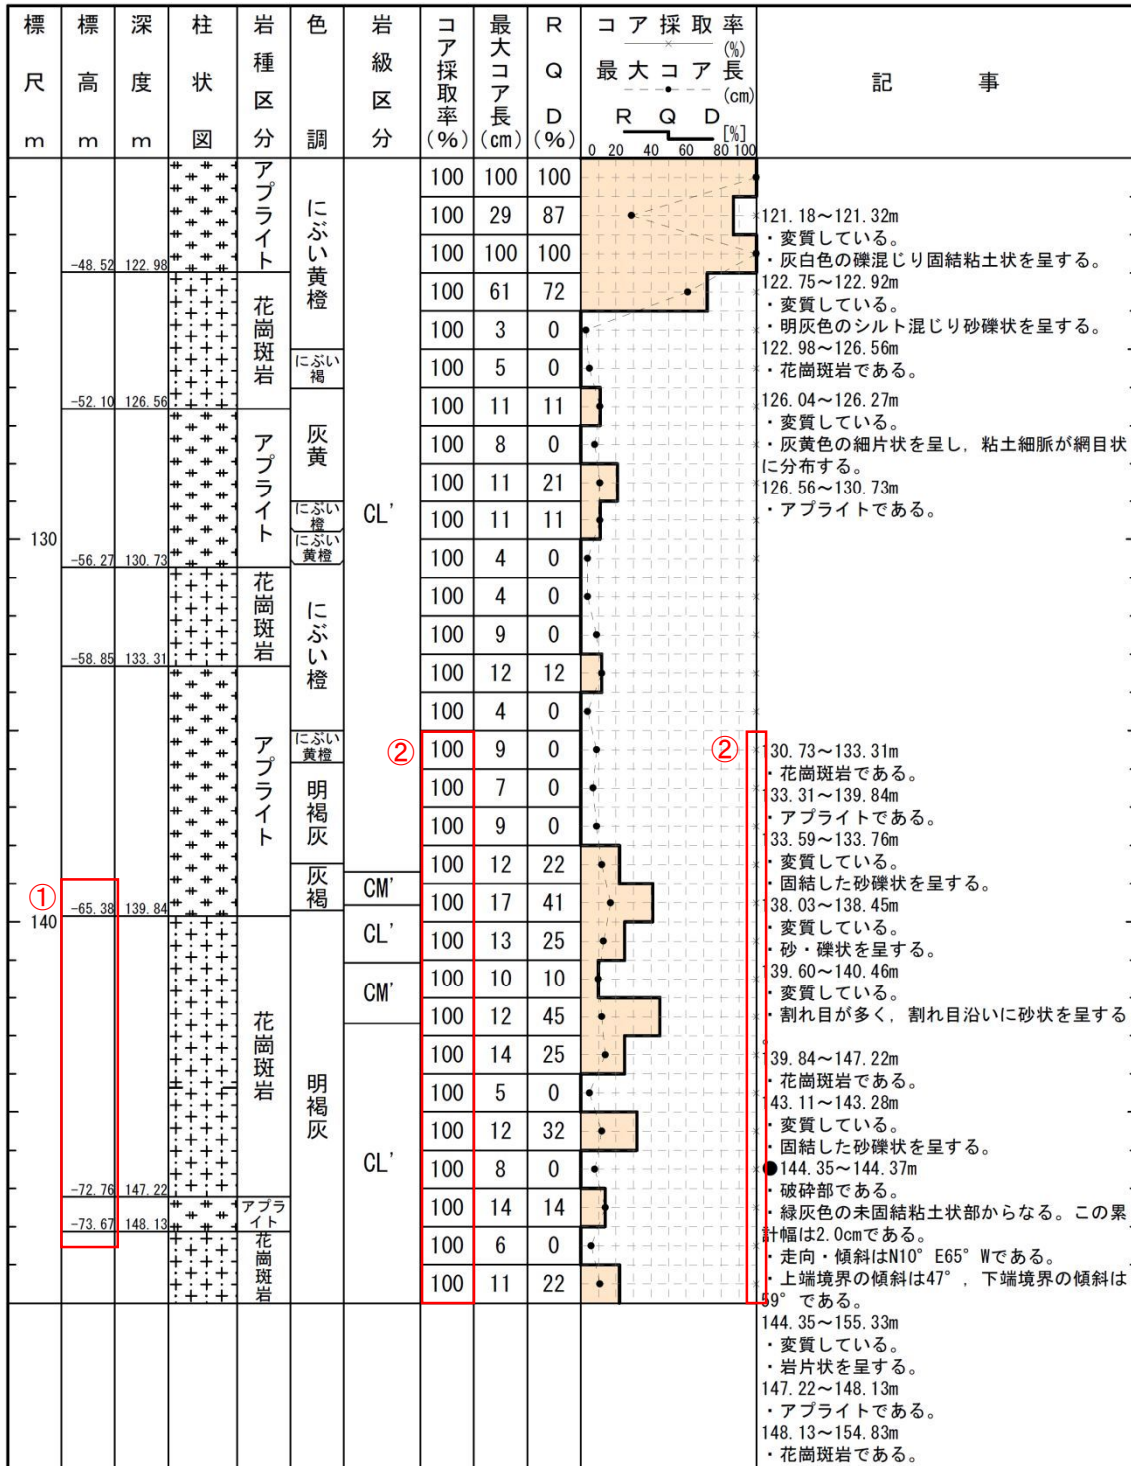 標尺m
標高m
深度m
柱状図
岩種区分
色調
岩級区分
コア採取率(%)
最大コア長(cm)
RQD(%)
コア採取率(%)
最大コア長(cm)
RQD[%]
0 20 40 60 80 100
記事
130
140
-48.52 122.98
-52.10 126.56
-56.27 130.73
-58.85 133.31
-65.38 139.84
-72.76 147.22
-73.67 148.13
①
アプライト
花崗斑岩
アプライト
花崗斑岩
アプライト
花崗斑岩
アプライト
花崗斑岩
にぶい黄橙
にぶい褐
灰黄
にぶい橙
にぶい黄橙
にぶい橙
にぶい黄橙
明褐灰
灰褐
明褐灰
CL'
CM'
CL'
CM'
CL'
②
②
100 100 100
100 29 87
100 100 100
100 61 72
100 3 0
100 5 0
100 11 11
100 8 0
100 11 21
100 11 11
100 4 0
100 4 0
100 9 0
100 12 12
100 4 0
100 9 0
100 7 0
100 9 0
100 12 22
100 17 41
100 13 25
100 10 10
100 12 45
100 14 25
100 5 0
100 12 32
100 8 0
100 14 14
100 6 0
100 11 22
121.18～121.32m
・変質している。
・灰白色の礫混じり固結粘土状を呈する。
122.75～122.92m
・変質している。
・明灰色のシルト混じり砂礫状を呈する。
122.98～126.56m
・花崗斑岩である。
126.04～126.27m
・変質している。
・灰黄色の細片状を呈し，粘土細脈が網目状
に分布する。
126.56～130.73m
・アプライトである。
130.73～133.31m
・花崗斑岩である。
133.31～139.84m
・アプライトである。
133.59～133.76m
・変質している。
・固結した砂礫状を呈する。
138.03～138.45m
・変質している。
・砂・礫状を呈する。
139.60～140.46m
・変質している。
・割れ目が多く，割れ目沿いに砂状を呈する
。
139.84～147.22m
・花崗斑岩である。
143.11～143.28m
・変質している。
・固結した砂礫状を呈する。
●144.35～144.37m
・破砕部である。
・緑灰色の未固結粘土状部からなる。この累
計幅は2.0cmである。
・走向・傾斜はN10°E65°Wである。
・上端境界の傾斜は47°，下端境界の傾斜は
59°である。
144.35～155.33m
・変質している。
・岩片状を呈する。
147.22～148.13m
・アプライトである。
148.13～154.83m
・花崗斑岩である。